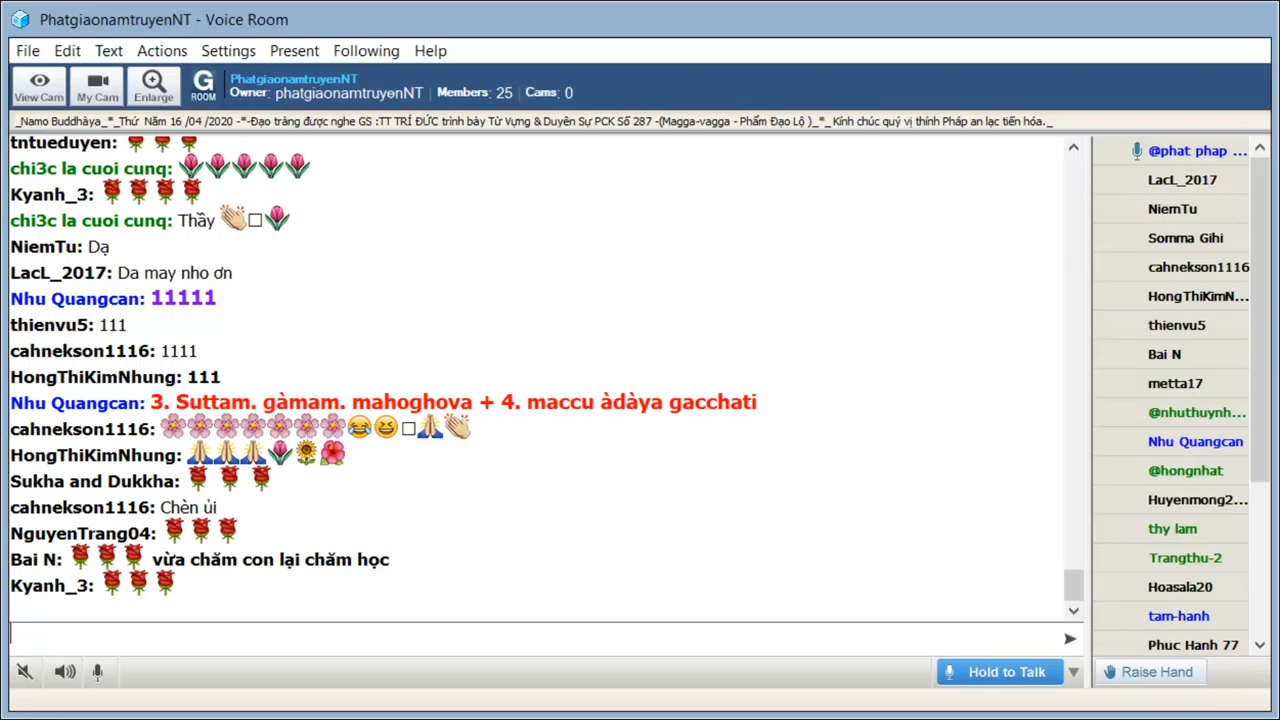 PhatgiaonamtruyenNT - Voice Room
File Edit Text Actions Settings Present Following Help
View Cam My Cam Enlarge G ROOM
PhatgiaonamtruyenNT
Owner: phatgiaonamtruyenNT Members: 25 Cams: 0
_Namo Buddhàya_*_Thứ Năm 16 /04 /2020 -*-Đạo tràng được nghe GS :TT TRÍ ĐỨC trình bày Từ Vựng & Duyên Sự PCK Số 287 -(Magga-vagga - Phẩm Đạo Lộ )_*_ Kính chúc quý vị thính Pháp an lạc tiến hóa._
tntueduyen:
chi3c la cuoi cunq:
Kyanh_3:
chi3c la cuoi cunq: Thầy
NiemTu: Dạ
LacL_2017: Da may nho ơn
Nhu Quangcan: 11111
thienvu5: 111
cahnekson1116: 1111
HongThiKimNhung: 111
Nhu Quangcan: 3. Suttam. gàmam. mahoghova + 4. maccu àdàya gacchati
cahnekson1116:
HongThiKimNhung:
Sukha and Dukkha:
cahnekson1116: Chèn ủi
NguyenTrang04:
Bai N: vừa chăm con lại chăm học
Kyanh_3:
@phat phap ...
LacL_2017
NiemTu
Somma Gihi
cahnekson1116
HongThiKimN...
thienvu5
Bai N
metta17
@nhuthuynh...
Nhu Quangcan
@hongnhat
Huyenmong2...
thy lam
Trangthu-2
Hoasala20
tam-hanh
Phuc Hanh 77
Hold to Talk
Raise Hand